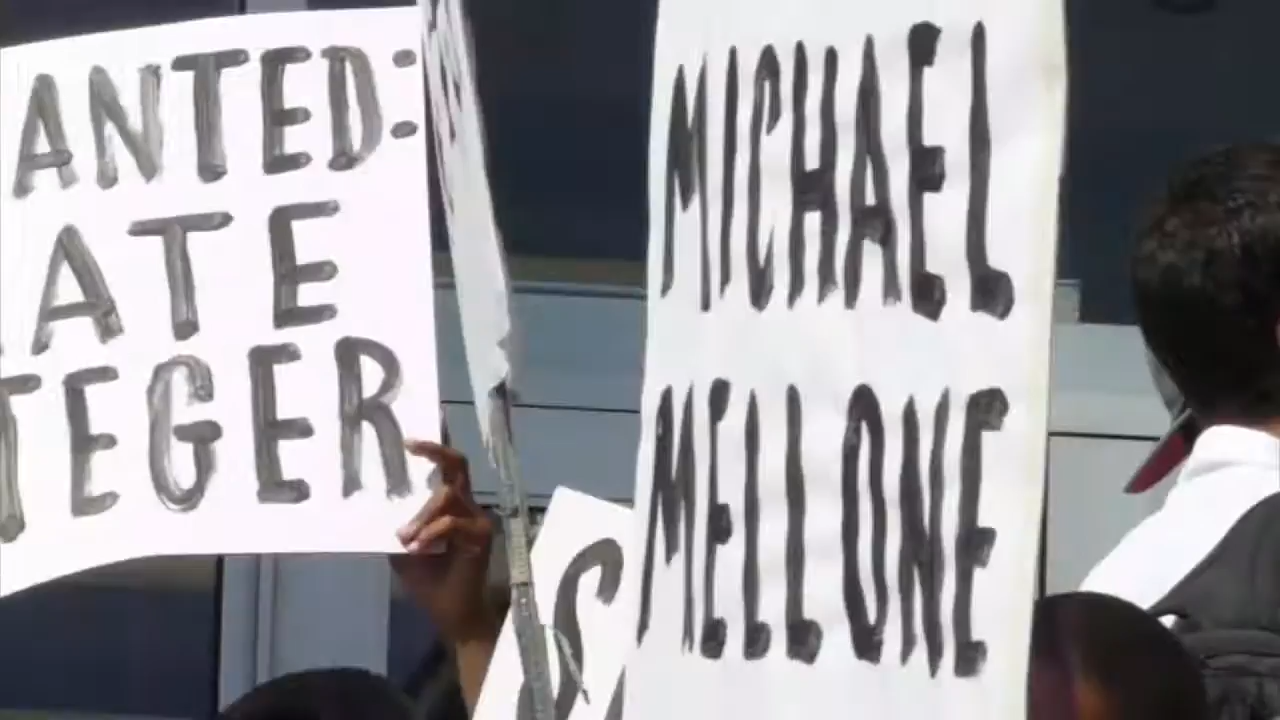 ANTED:
ATE
TEGER
MICHAEL
MELLONE
S